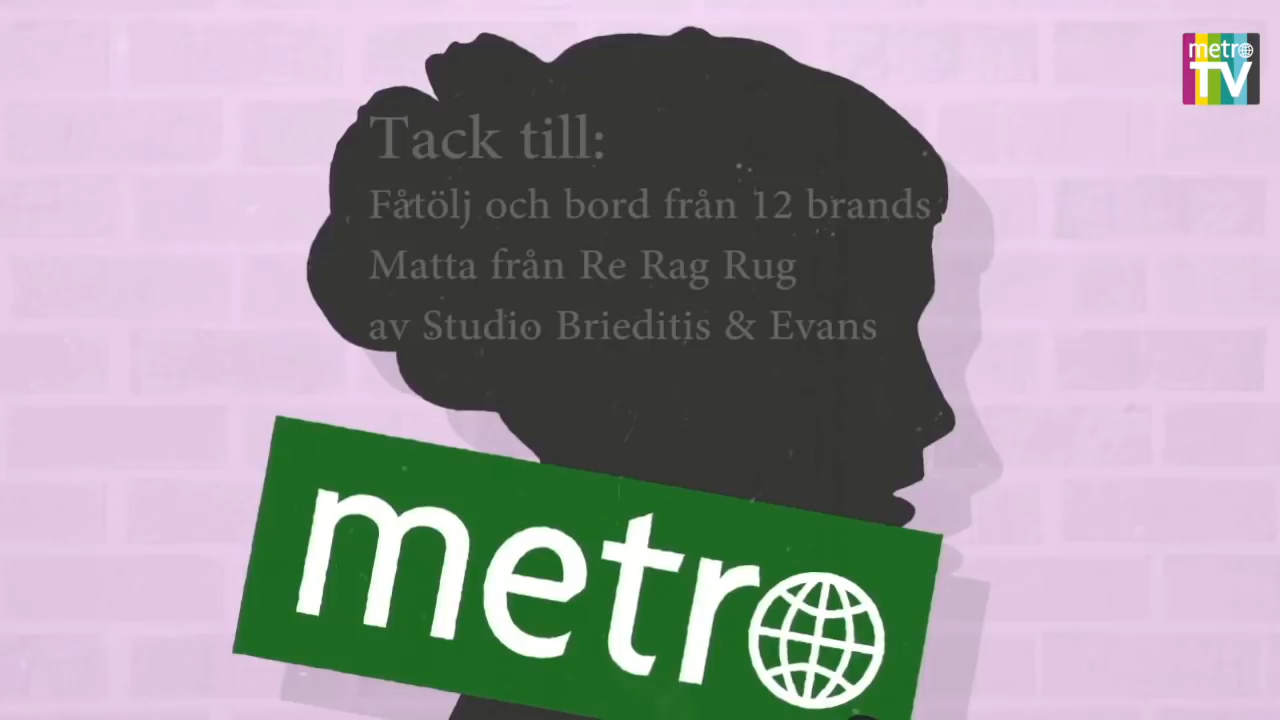 metro
TV
Tack till:
Fåtölj och bord från 12 brands
Matta från Re Rag Rug
av Studio Brieditis & Evans
metro